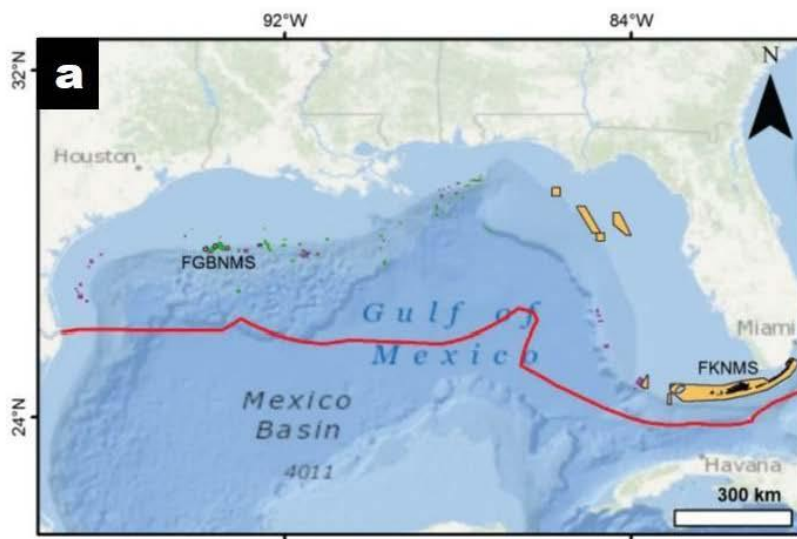 92°W
84°W
a
32°N
N
Houston
FGBNMS
Gulf of
Mexico
Miami
FKNMS
24°N
Mexico
Basin
4011
Havana
300 km